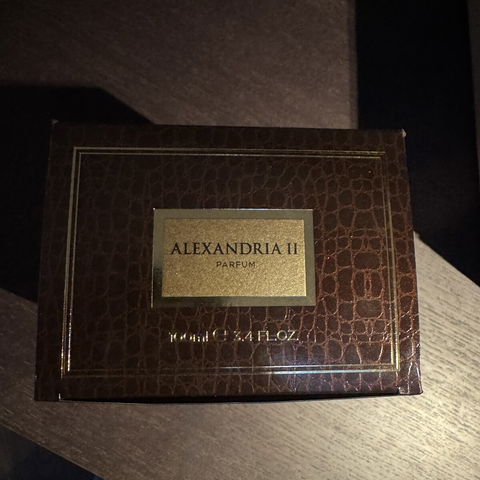 ALEXANDRIA II
PARFUM
100ml ℮ 3.4 FL.OZ.